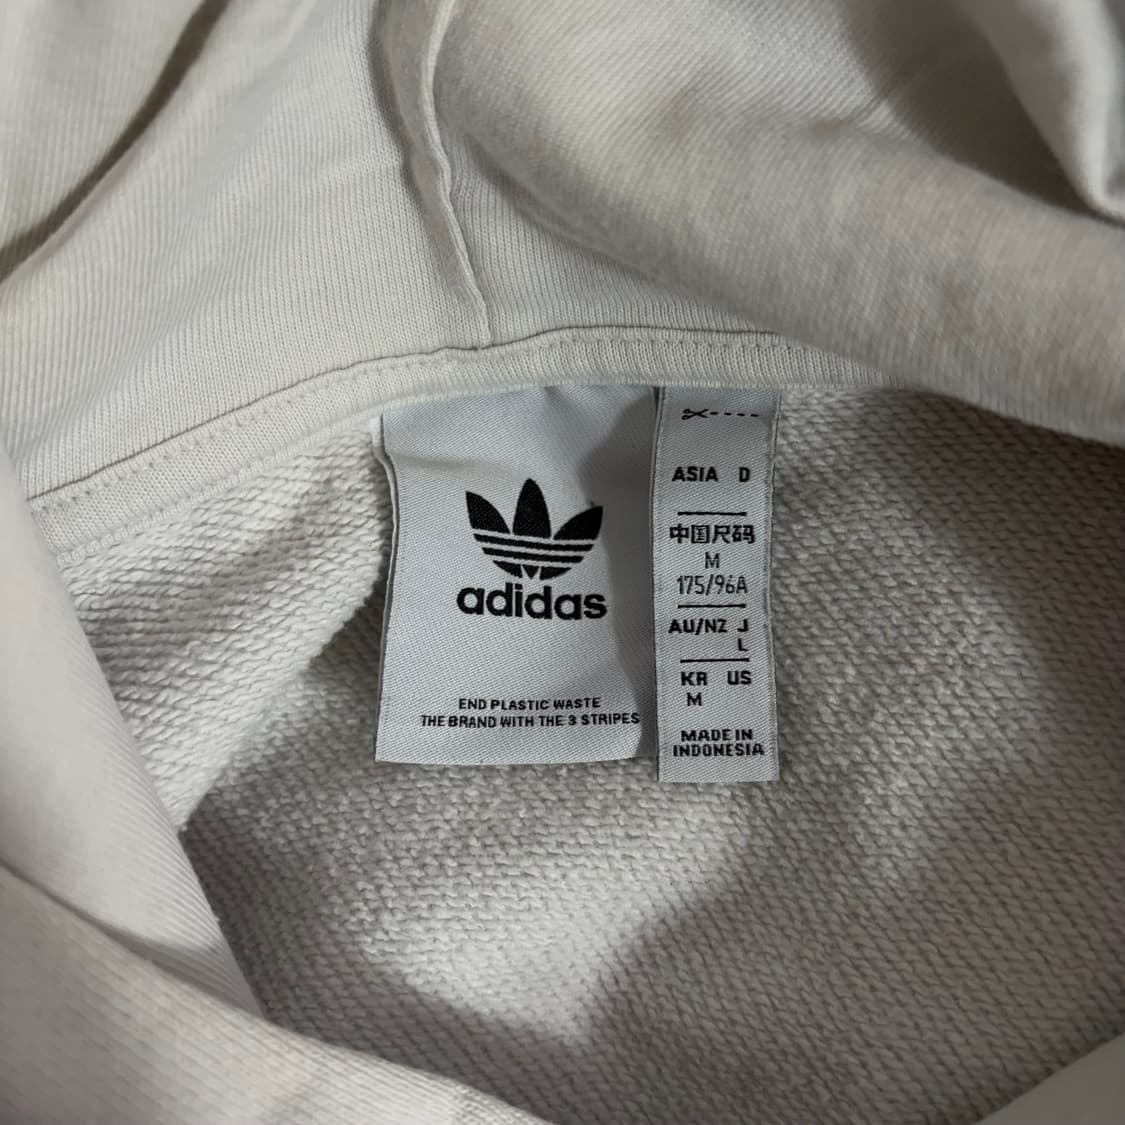 adidas
END PLASTIC WASTE
THE BRAND WITH THE 3 STRIPES
ASIA D
中国尺码
M
175/96A
AU/NZ J
L
KR US
M
MADE IN
INDONESIA